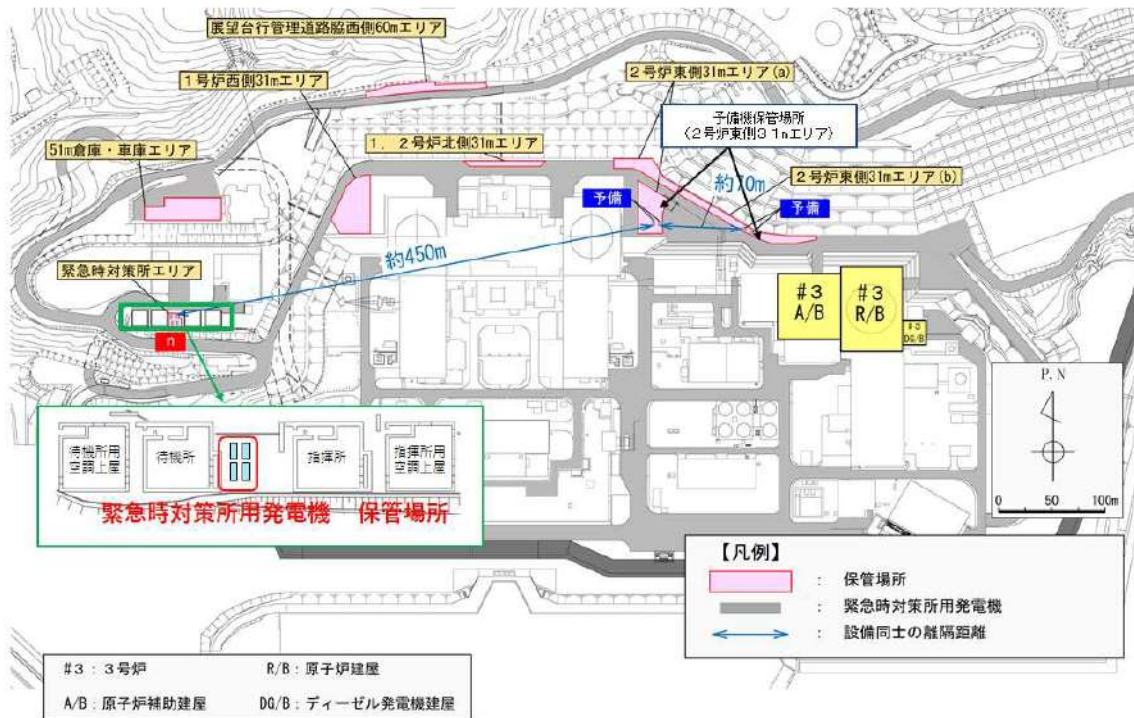 展望台行管理道路脇西側60mエリア
1号炉西側31mエリア
2号炉東側31mエリア(a)
予備機保管場所
(2号炉東側31nエリア)
51m倉庫・車庫エリア
1, 2号炉北側31mエリア
約70m
2号炉東側31mエリア(b)
予備
予備
約450m
緊急時対策所エリア
n
#3
A/B
#3
R/B
#3
DG/B
P.N
0 50 100m
待機所用
空調上屋
待機所
指揮所
指揮所用
空調上屋
緊急時対策所用発電機 保管場所
【凡例】
: 保管場所
: 緊急時対策所用発電機
: 設備同士の離隔距離
#3:3号炉 R/B:原子炉建屋
A/B:原子炉補助建屋 DG/B:ディーゼル発電機建屋